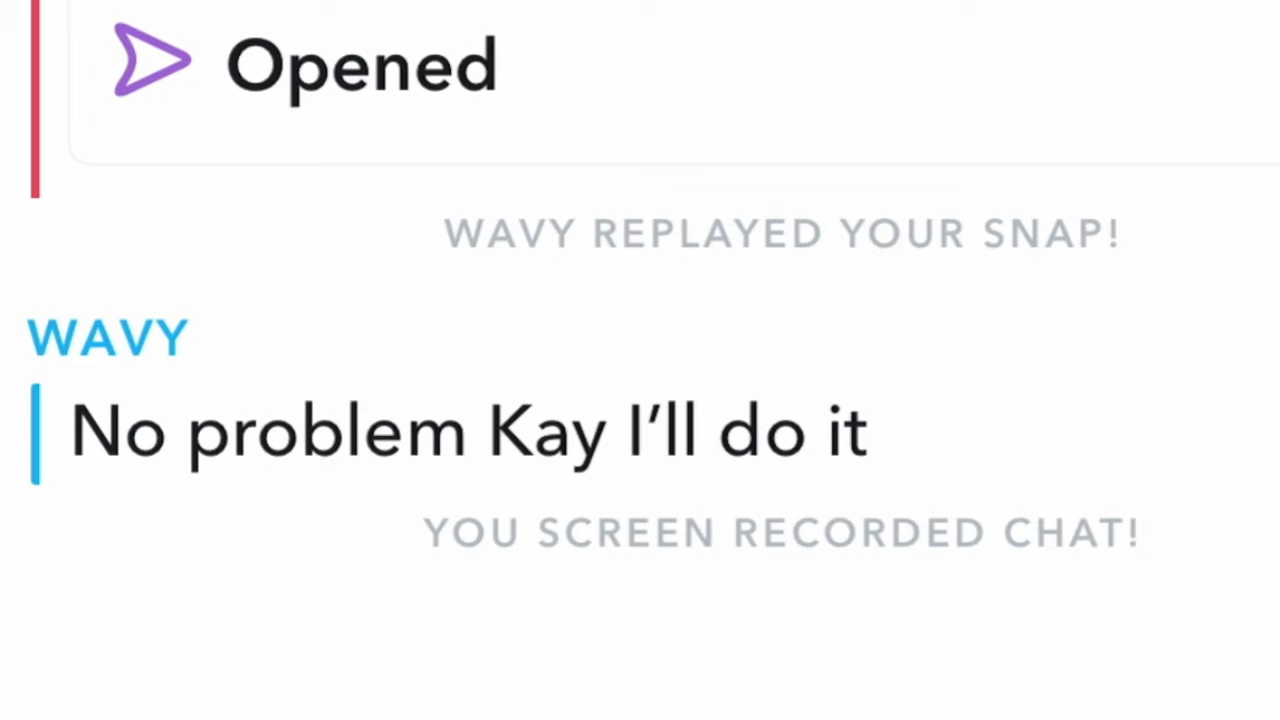 Opened
WAVY REPLAYED YOUR SNAP!
WAVY
No problem Kay I’ll do it
YOU SCREEN RECORDED CHAT!